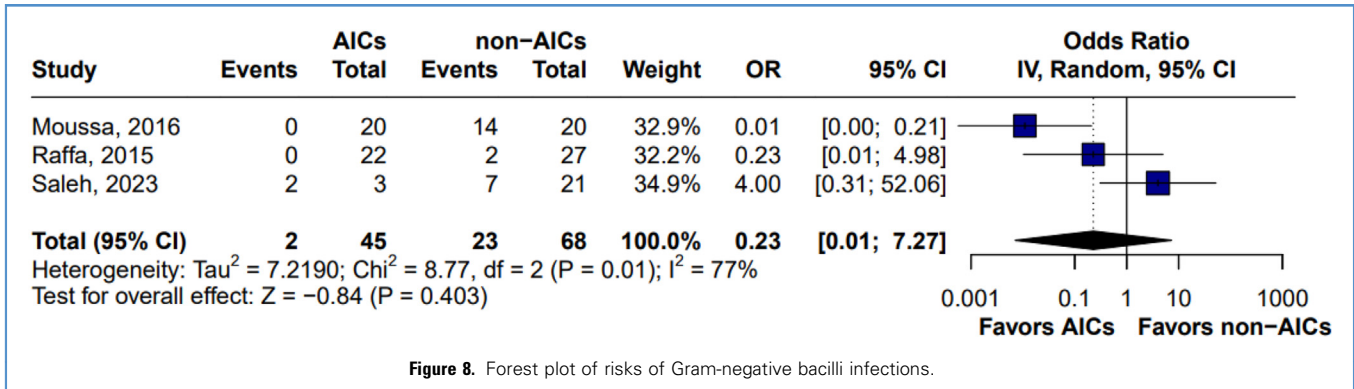 AICs non−AICs Odds Ratio
Study Events Total Events Total Weight OR 95% CI IV, Random, 95% CI
Moussa, 2016 0 20 14 20 32.9% 0.01 [0.00; 0.21]
Raffa, 2015 0 22 2 27 32.2% 0.23 [0.01; 4.98]
Saleh, 2023 2 3 7 21 34.9% 4.00 [0.31; 52.06]
Total (95% CI) 2 45 23 68 100.0% 0.23 [0.01; 7.27]
Heterogeneity: Tau² = 7.2190; Chi² = 8.77, df = 2 (P = 0.01); I² = 77%
Test for overall effect: Z = −0.84 (P = 0.403)
0.001 0.1 1 10 1000
Favors AICs Favors non−AICs
Figure 8. Forest plot of risks of Gram-negative bacilli infections.